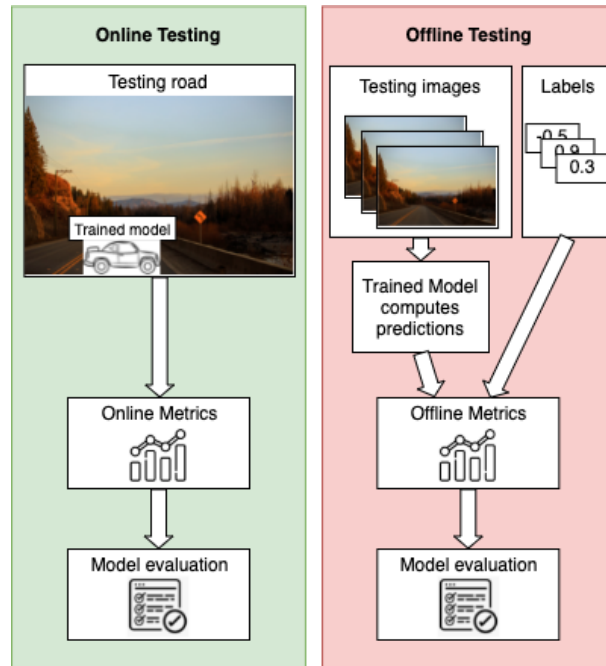 Online Testing
Testing road
Trained model
Online Metrics
Model evaluation
Offline Testing
Testing images
Labels
-0.5
0.9
0.3
Trained Model
computes
predictions
Offline Metrics
Model evaluation